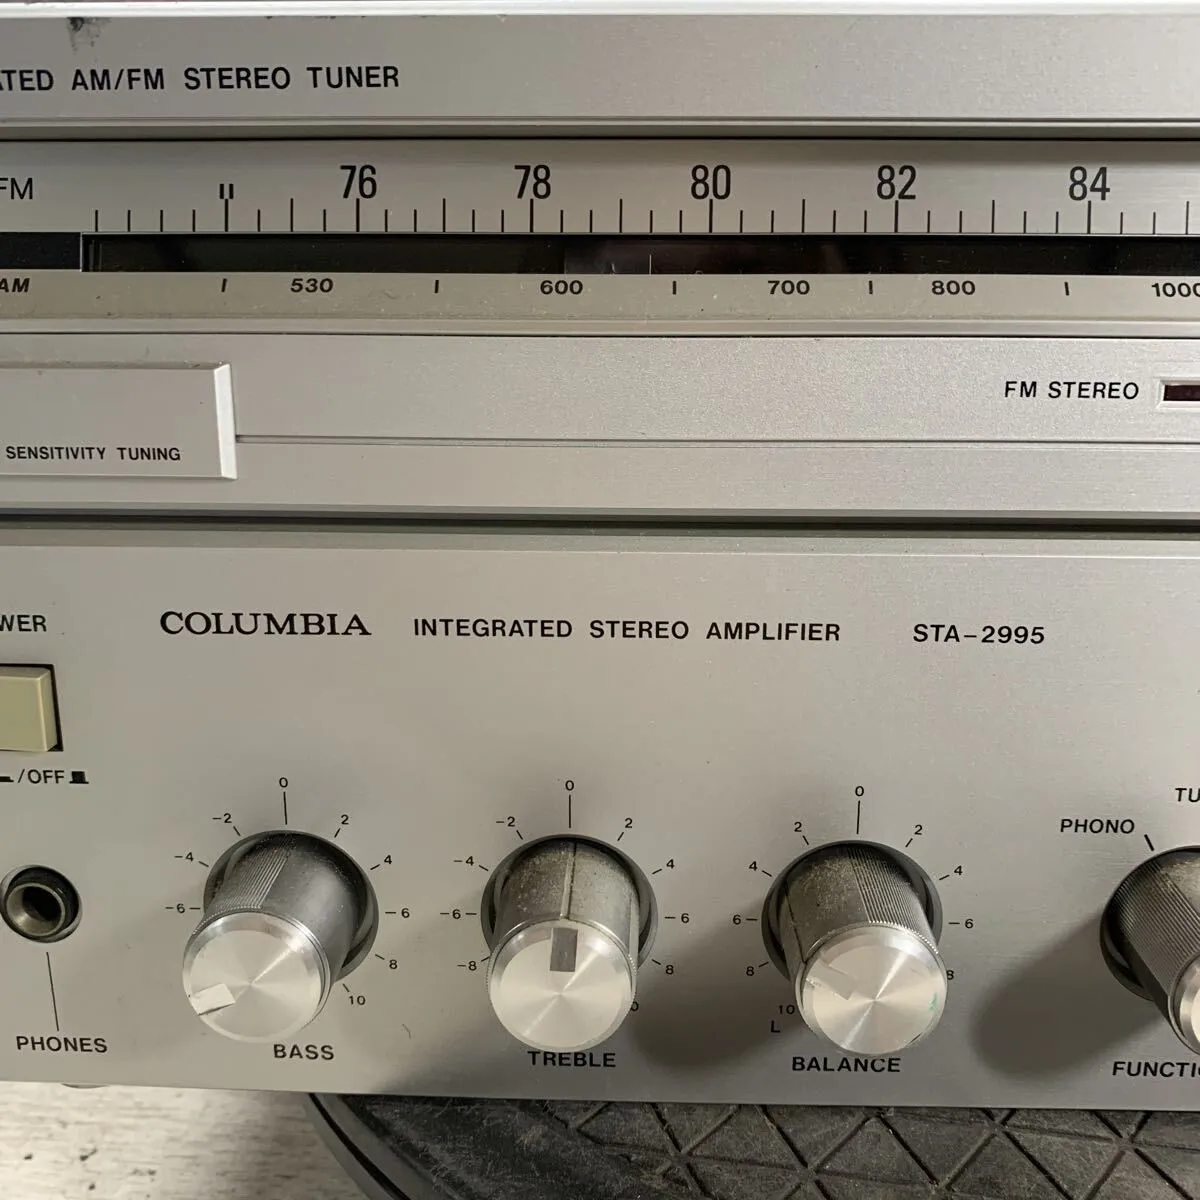 AM/FM STEREO TUNER
FM 76 78 80 82 84
AM 530 600 700 800 1000
FM STEREO
SENSITIVITY TUNING
COLUMBIA INTEGRATED STEREO AMPLIFIER STA-2995
/OFF
PHONES
0
-2 2
-4 4
-6 6
8
10
BASS
0
-2 2
-4 4
-6 6
-8 8
TREBLE
0
2 2
4 4
6 6
8 8
10
L
BALANCE
PHONO